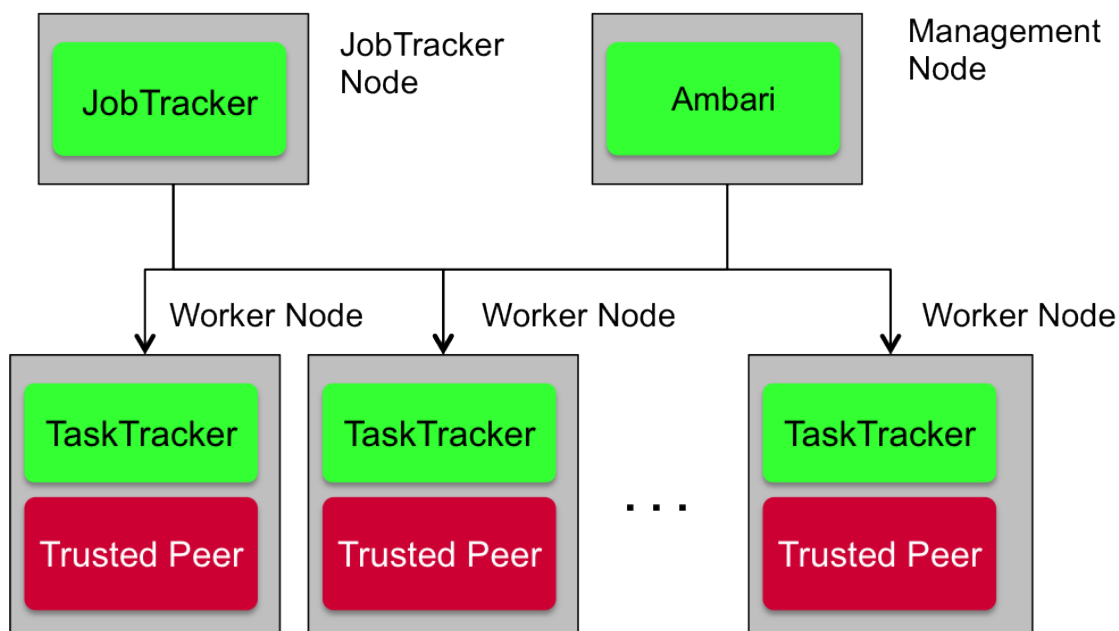 JobTracker
JobTracker
Node
Ambari
Management
Node
Worker Node
Worker Node
Worker Node
TaskTracker
TaskTracker
TaskTracker
Trusted Peer
Trusted Peer
. . .
Trusted Peer